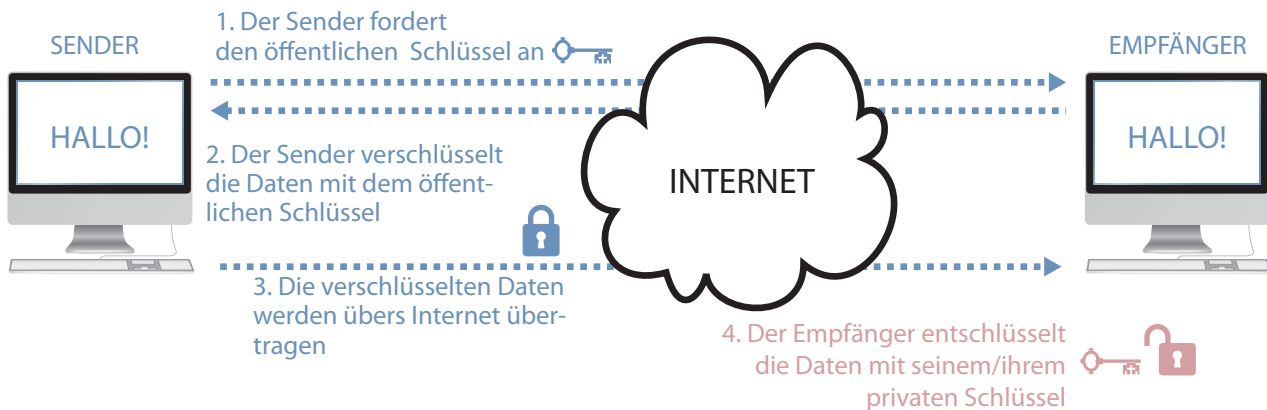 SENDER
HALLO!
1. Der Sender fordert
den öffentlichen Schlüssel an
2. Der Sender verschlüsselt
die Daten mit dem öffent-
lichen Schlüssel
3. Die verschlüsselten Daten
werden übers Internet über-
tragen
INTERNET
EMPFÄNGER
HALLO!
4. Der Empfänger entschlüsselt
die Daten mit seinem/ihrem
privaten Schlüssel